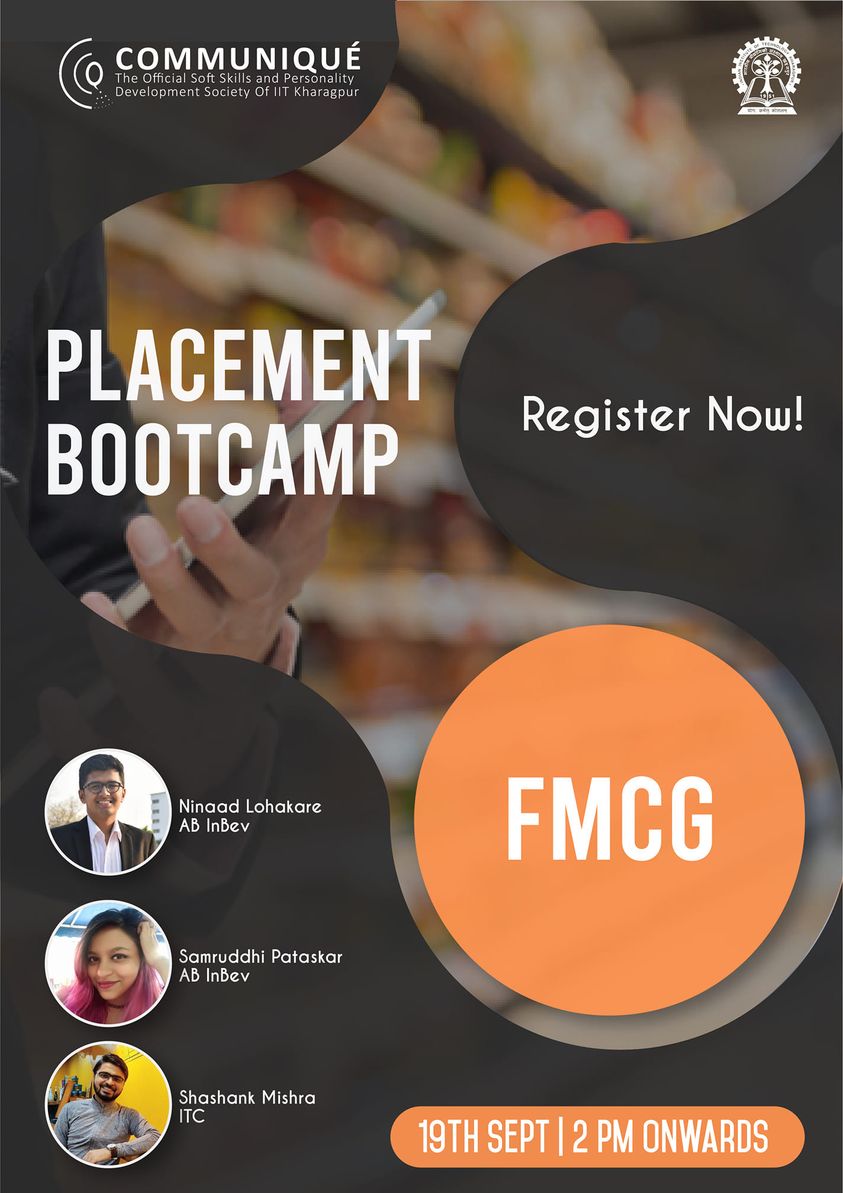 COMMUNIQUÉ
The Official Soft Skills and Personality
Development Society Of IIT Kharagpur
1951
PLACEMENT
BOOTCAMP
Register Now!
FMCG
Ninaad Lohakare
AB InBev
Samruddhi Pataskar
AB InBev
Shashank Mishra
ITC
19TH SEPT | 2 PM ONWARDS